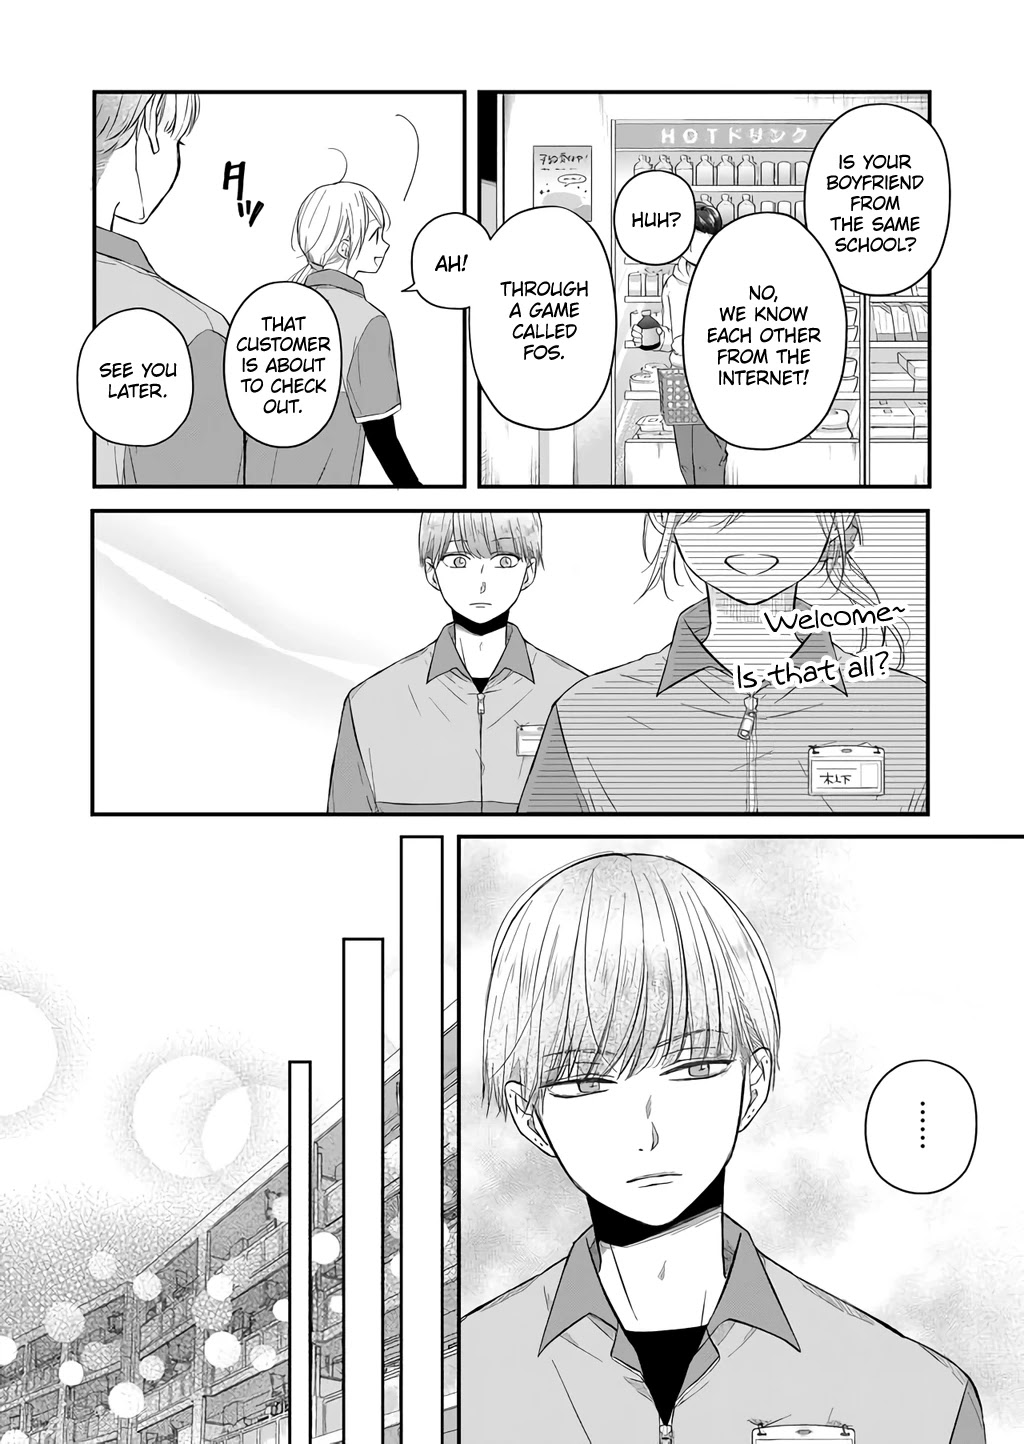 HOTドリンク
IS YOUR
BOYFRIEND
FROM
THE SAME
SCHOOL?
NO,
WE KNOW
EACH OTHER
FROM THE
INTERNET!
HUH?
THROUGH
A GAME
CALLED
FOS.
AH!
THAT
CUSTOMER
IS ABOUT
TO CHECK
OUT.
SEE YOU
LATER.
タッ
Welcome~
Is that all?
木下
……